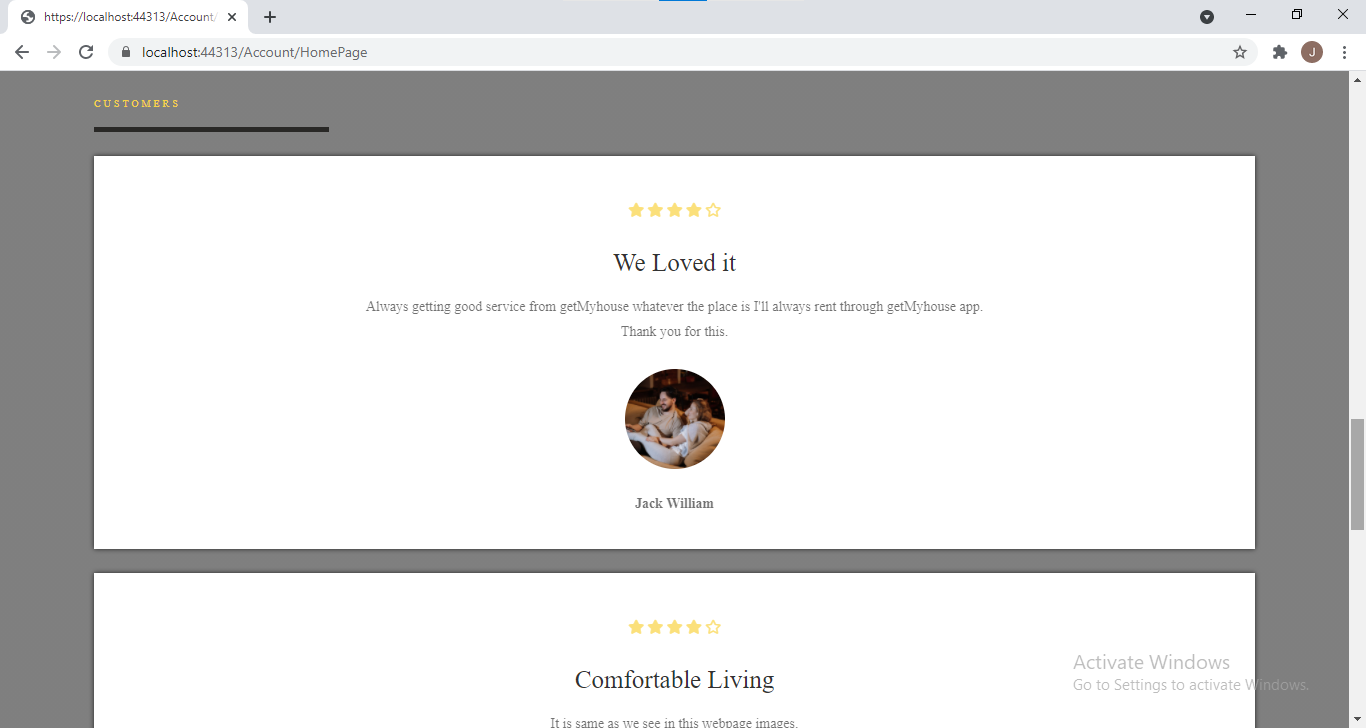 https://localhost:44313/Account/
localhost:44313/Account/HomePage
J
CUSTOMERS
We Loved it
Always getting good service from getMyhouse whatever the place is I'll always rent through getMyhouse app.
Thank you for this.
Jack William
Comfortable Living
It is same as we see in this webpage images.
Activate Windows
Go to Settings to activate Windows.